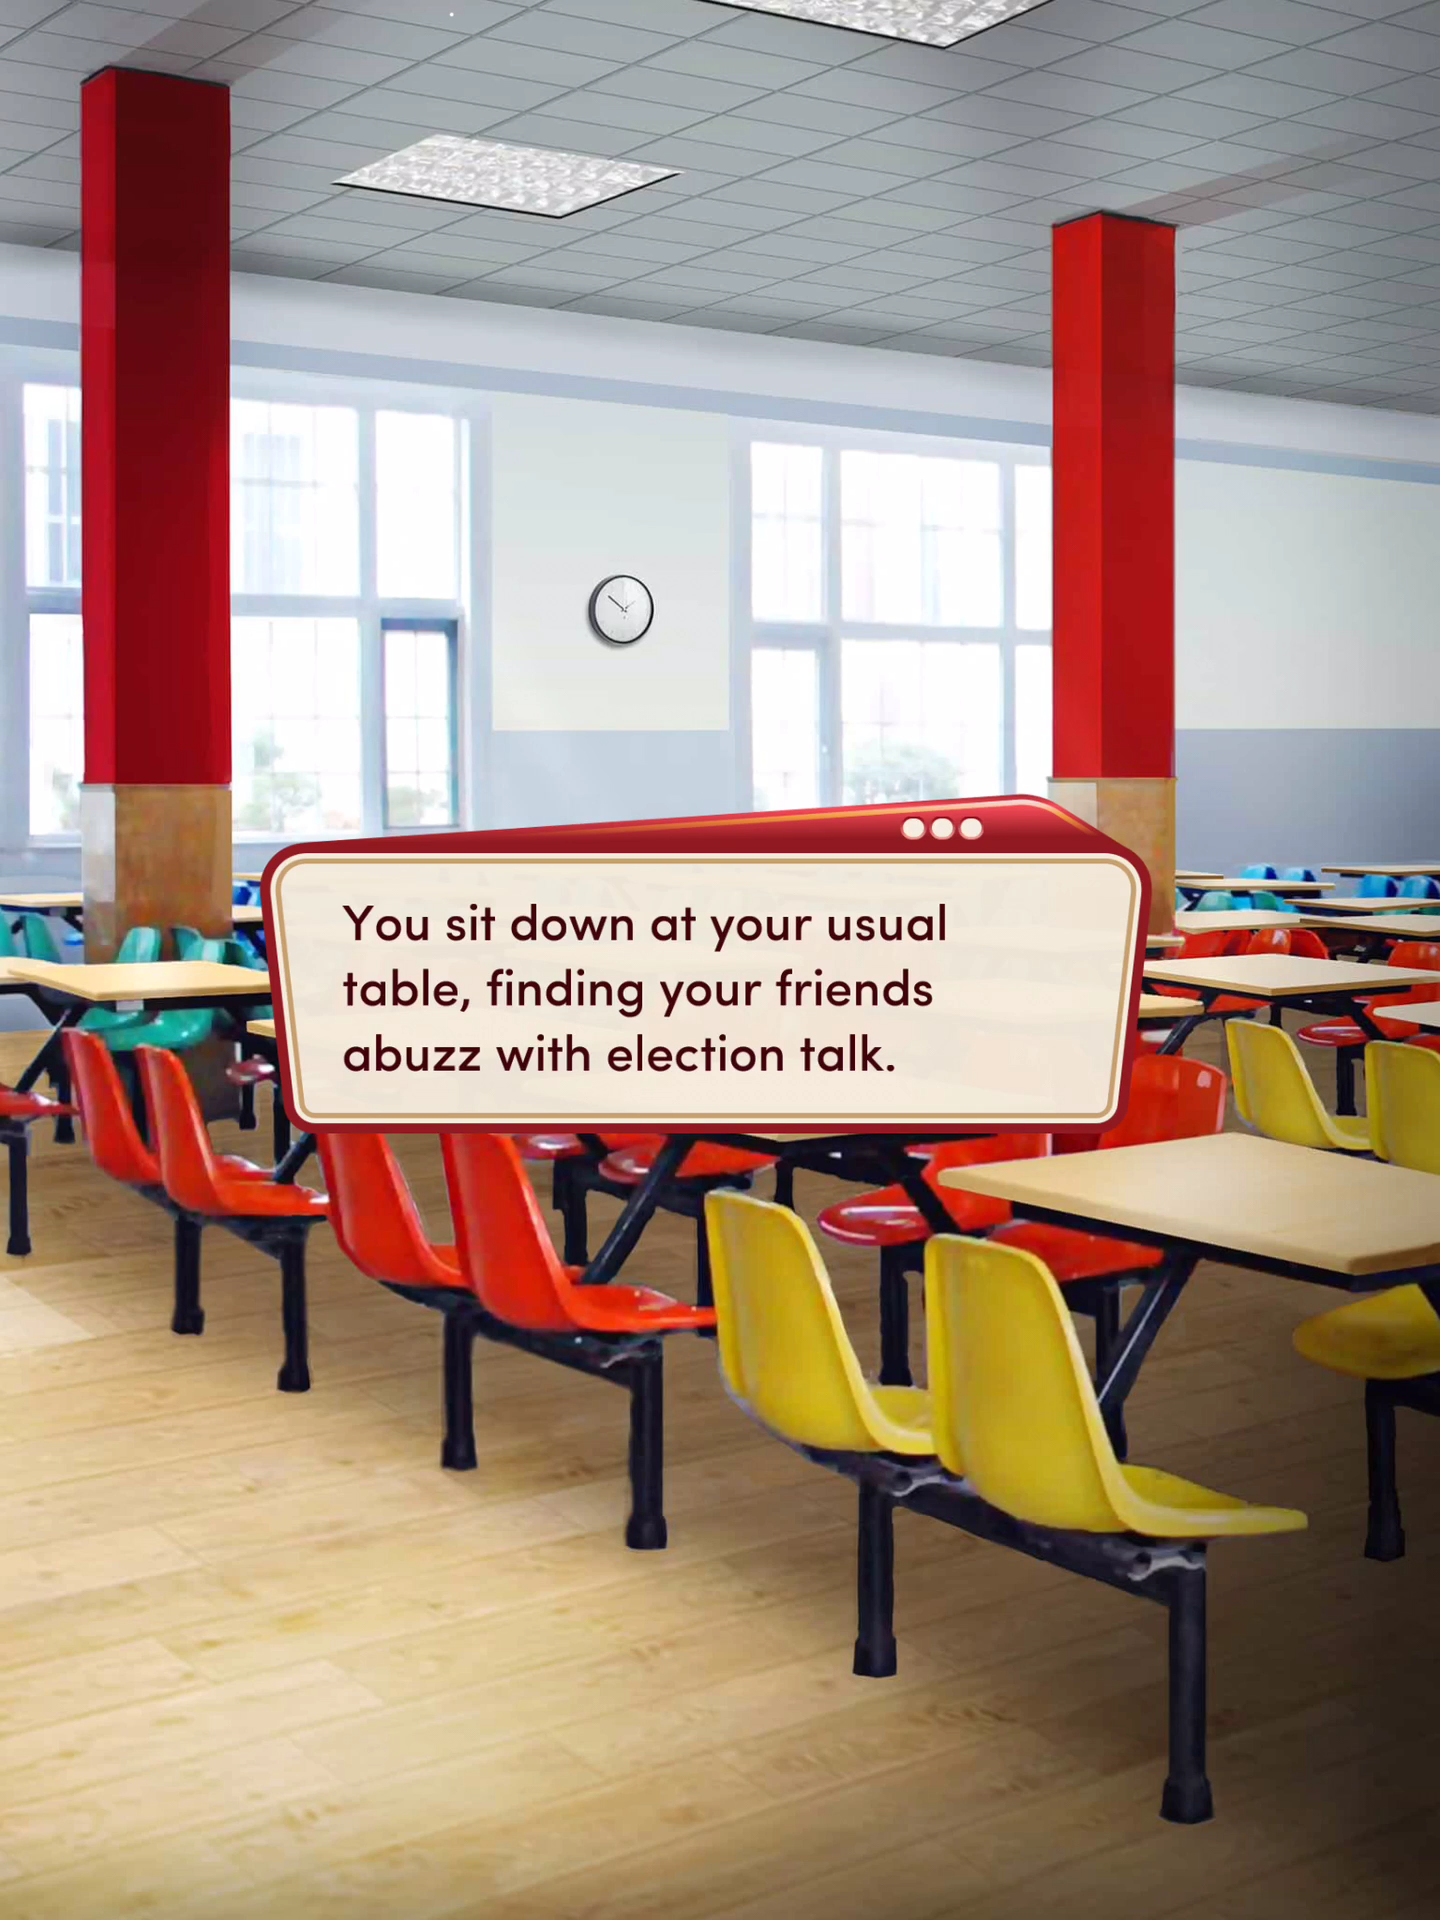 You sit down at your usual
table, finding your friends
abuzz with election talk.